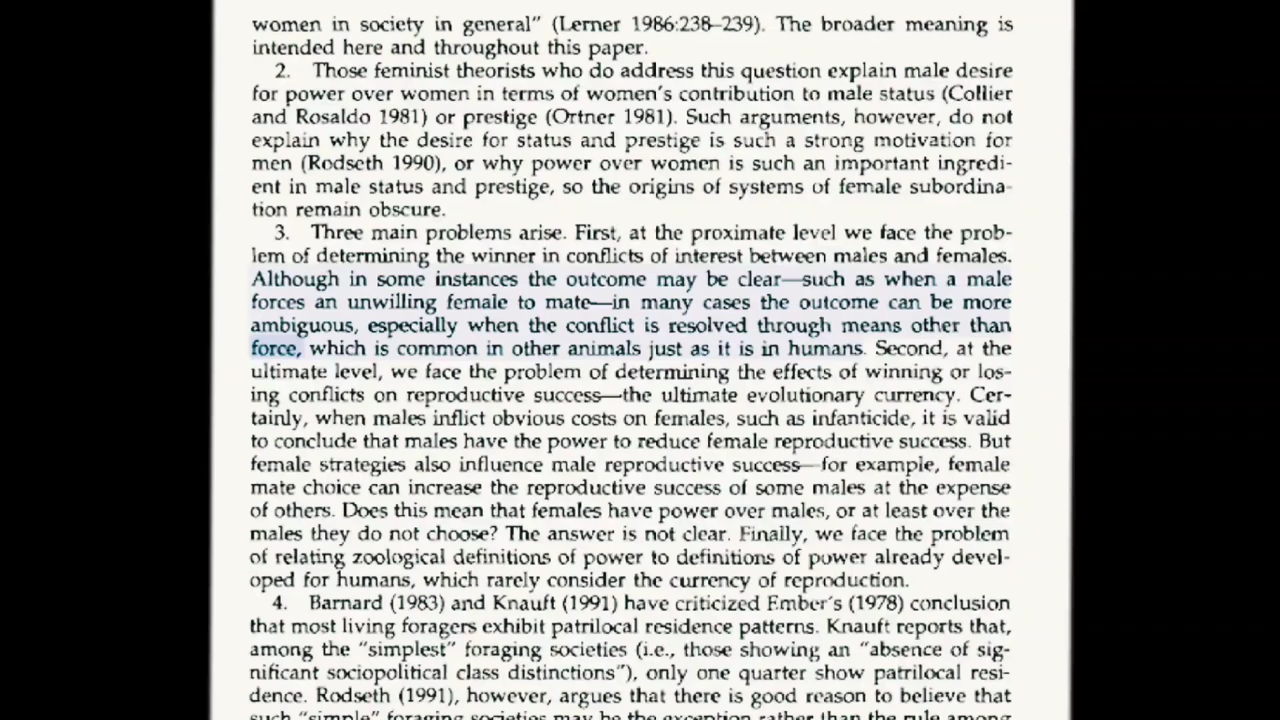 women in society in general” (Lerner 1986:238–239). The broader meaning is
intended here and throughout this paper.
2. Those feminist theorists who do address this question explain male desire
for power over women in terms of women’s contribution to male status (Collier
and Rosaldo 1981) or prestige (Ortner 1981). Such arguments, however, do not
explain why the desire for status and prestige is such a strong motivation for
men (Rodseth 1990), or why power over women is such an important ingredi-
ent in male status and prestige, so the origins of systems of female subordina-
tion remain obscure.
3. Three main problems arise. First, at the proximate level we face the prob-
lem of determining the winner in conflicts of interest between males and females.
Although in some instances the outcome may be clear—such as when a male
forces an unwilling female to mate—in many cases the outcome can be more
ambiguous, especially when the conflict is resolved through means other than
force, which is common in other animals just as it is in humans. Second, at the
ultimate level, we face the problem of determining the effects of winning or los-
ing conflicts on reproductive success—the ultimate evolutionary currency. Cer-
tainly, when males inflict obvious costs on females, such as infanticide, it is valid
to conclude that males have the power to reduce female reproductive success. But
female strategies also influence male reproductive success—for example, female
mate choice can increase the reproductive success of some males at the expense
of others. Does this mean that females have power over males, or at least over the
males they do not choose? The answer is not clear. Finally, we face the problem
of relating zoological definitions of power to definitions of power already devel-
oped for humans, which rarely consider the currency of reproduction.
4. Barnard (1983) and Knauft (1991) have criticized Ember’s (1978) conclusion
that most living foragers exhibit patrilocal residence patterns. Knauft reports that,
among the “simplest” foraging societies (i.e., those showing an “absence of sig-
nificant sociopolitical class distinctions”), only one quarter show patrilocal resi-
dence. Rodseth (1991), however, argues that there is good reason to believe that
such “simple” foraging societies may be the exception rather than the rule among